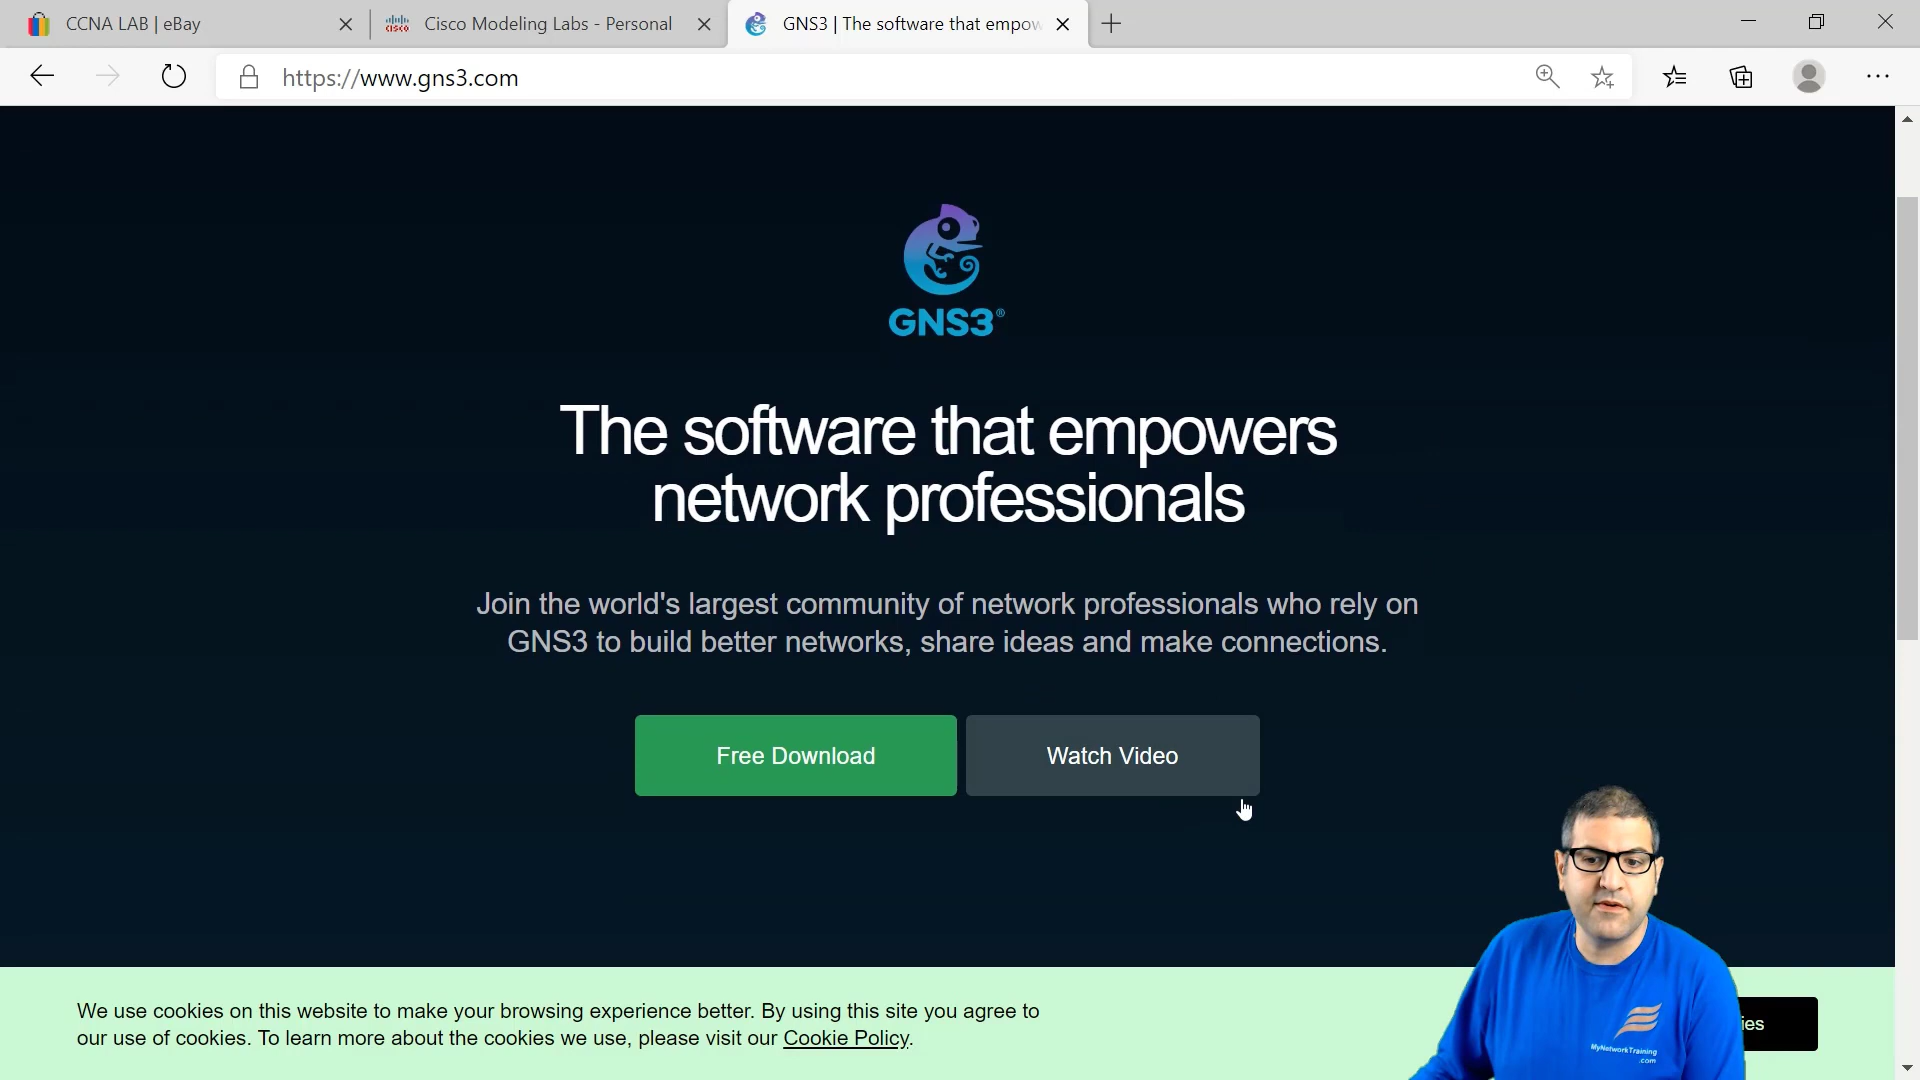 CCNA LAB | eBay
Cisco Modeling Labs - Personal
GNS3 | The software that empow
https://www.gns3.com
GNS3®
The software that empowers
network professionals
Join the world's largest community of network professionals who rely on
GNS3 to build better networks, share ideas and make connections.
Free Download
Watch Video
We use cookies on this website to make your browsing experience better. By using this site you agree to
our use of cookies. To learn more about the cookies we use, please visit our Cookie Policy.
ies
MyNetworkTraining
.com